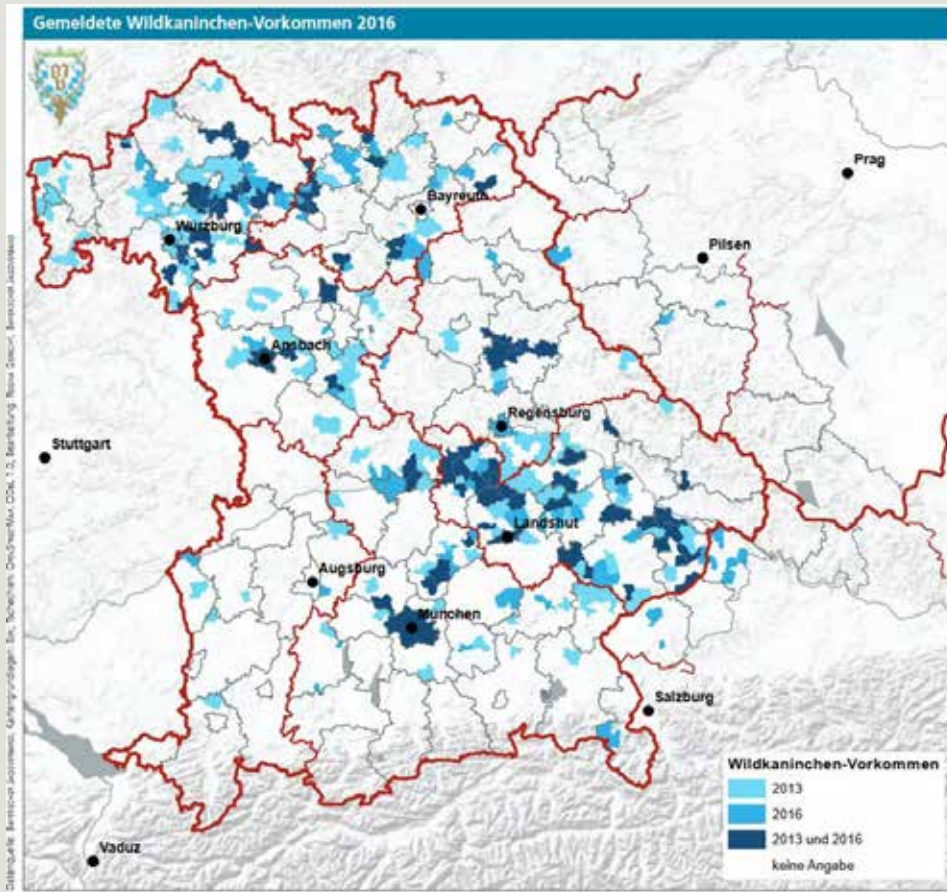 Gemeldete Wildkaninchen-Vorkommen 2016
Prag
Bayreuth
Würzburg
Pilsen
Ansbach
Regensburg
Stuttgart
Landshut
Augsburg
München
Salzburg
Vaduz
Wildkaninchen-Vorkommen
2013
2016
2013 und 2016
keine Angabe